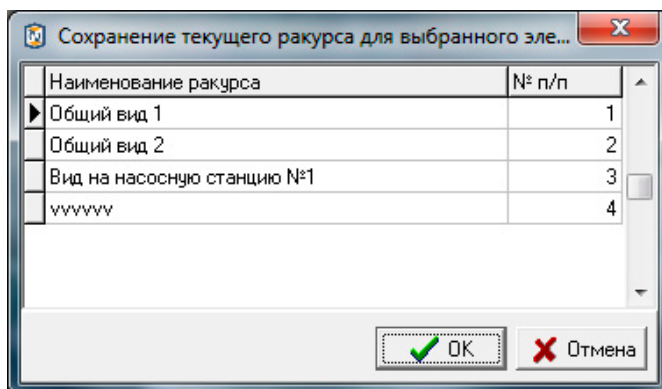 Сохранение текущего ракурса для выбранного эле...
Наименование ракурса № п/п
Общий вид 1 1
Общий вид 2 2
Вид на насосную станцию №1 3
vvvvvv 4
OK Отмена